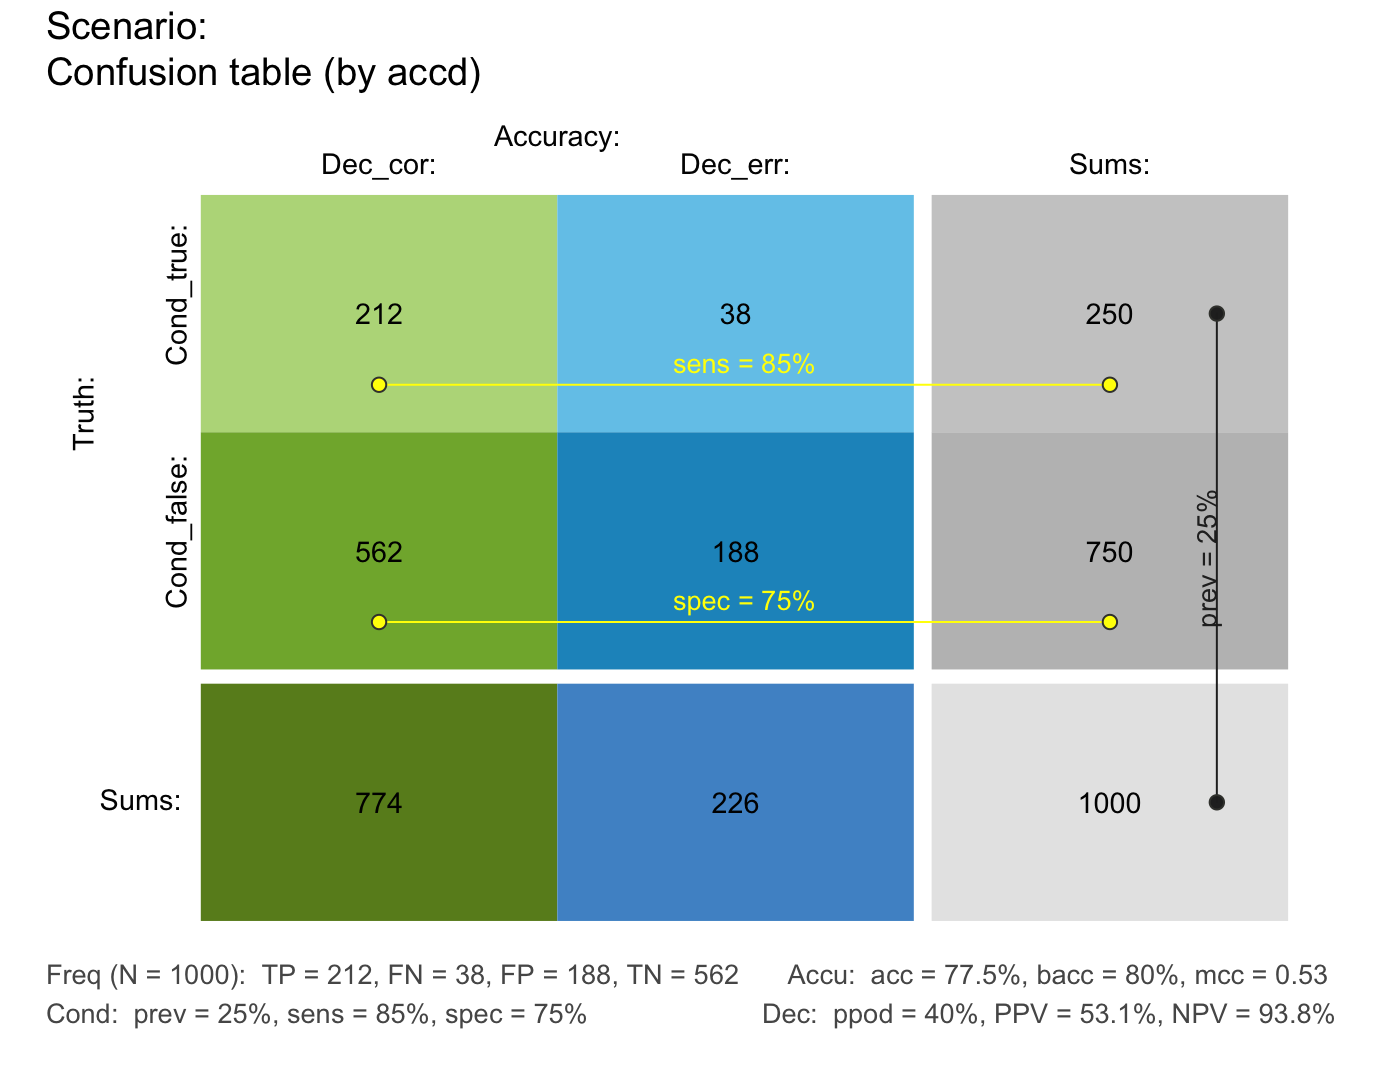 Scenario:
Confusion table (by accd)
Accuracy:
Dec_cor: Dec_err: Sums:
Truth:
Cond_true:
212 38 250
sens = 85%
Cond_false:
562 188 750
spec = 75%
prev = 25%
Sums: 774 226 1000
Freq (N = 1000):  TP = 212, FN = 38, FP = 188, TN = 562 Accu:  acc = 77.5%, bacc = 80%, mcc = 0.53
Cond:  prev = 25%, sens = 85%, spec = 75% Dec:  ppod = 40%, PPV = 53.1%, NPV = 93.8%